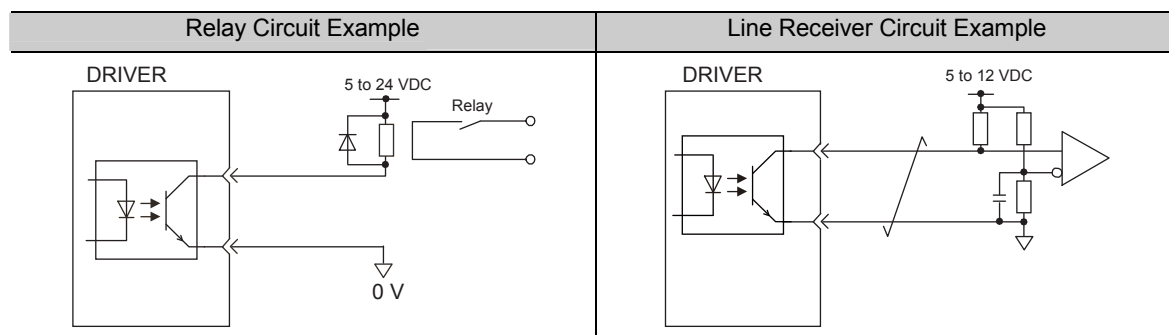 Relay Circuit Example
Line Receiver Circuit Example
DRIVER
5 to 24 VDC
Relay
0 V
DRIVER
5 to 12 VDC